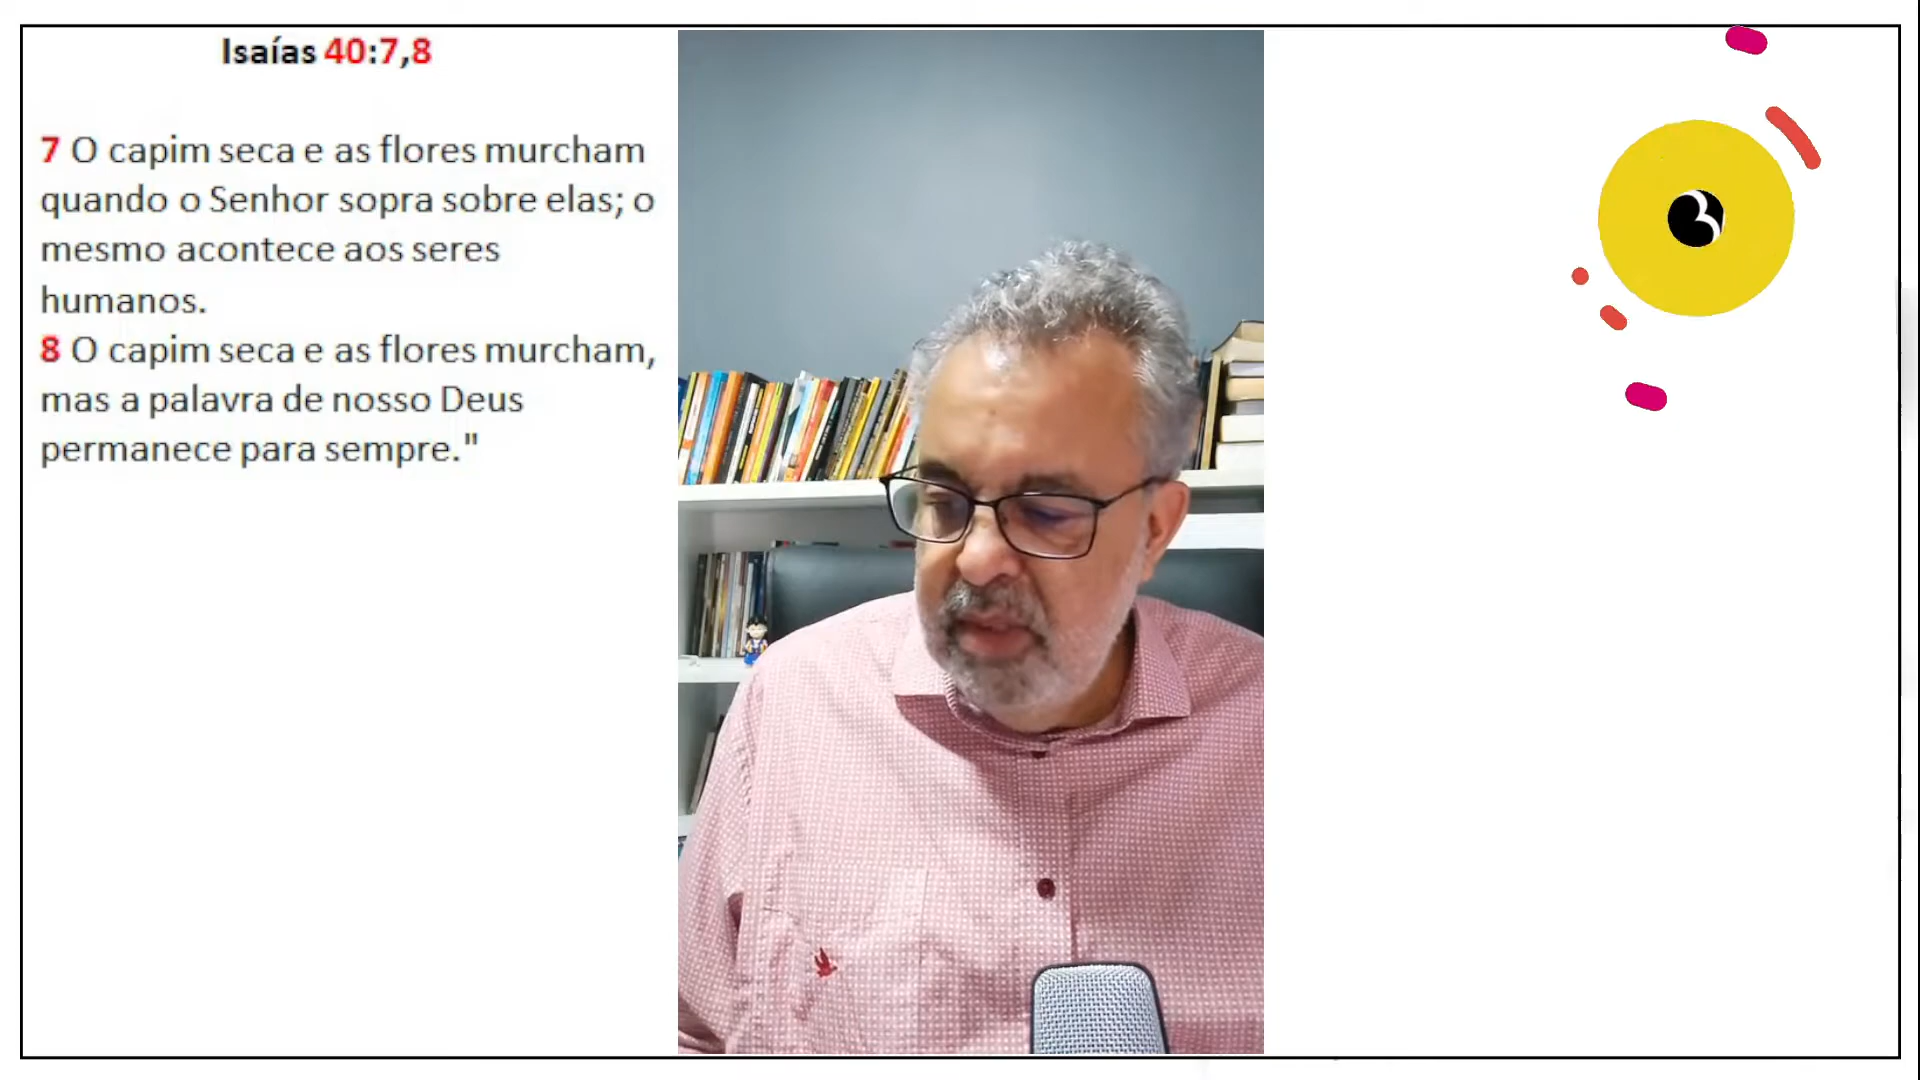 Isaías 40:7,8
7 O capim seca e as flores murcham
quando o Senhor sopra sobre elas; o
mesmo acontece aos seres
humanos.
8 O capim seca e as flores murcham,
mas a palavra de nosso Deus
permanece para sempre."